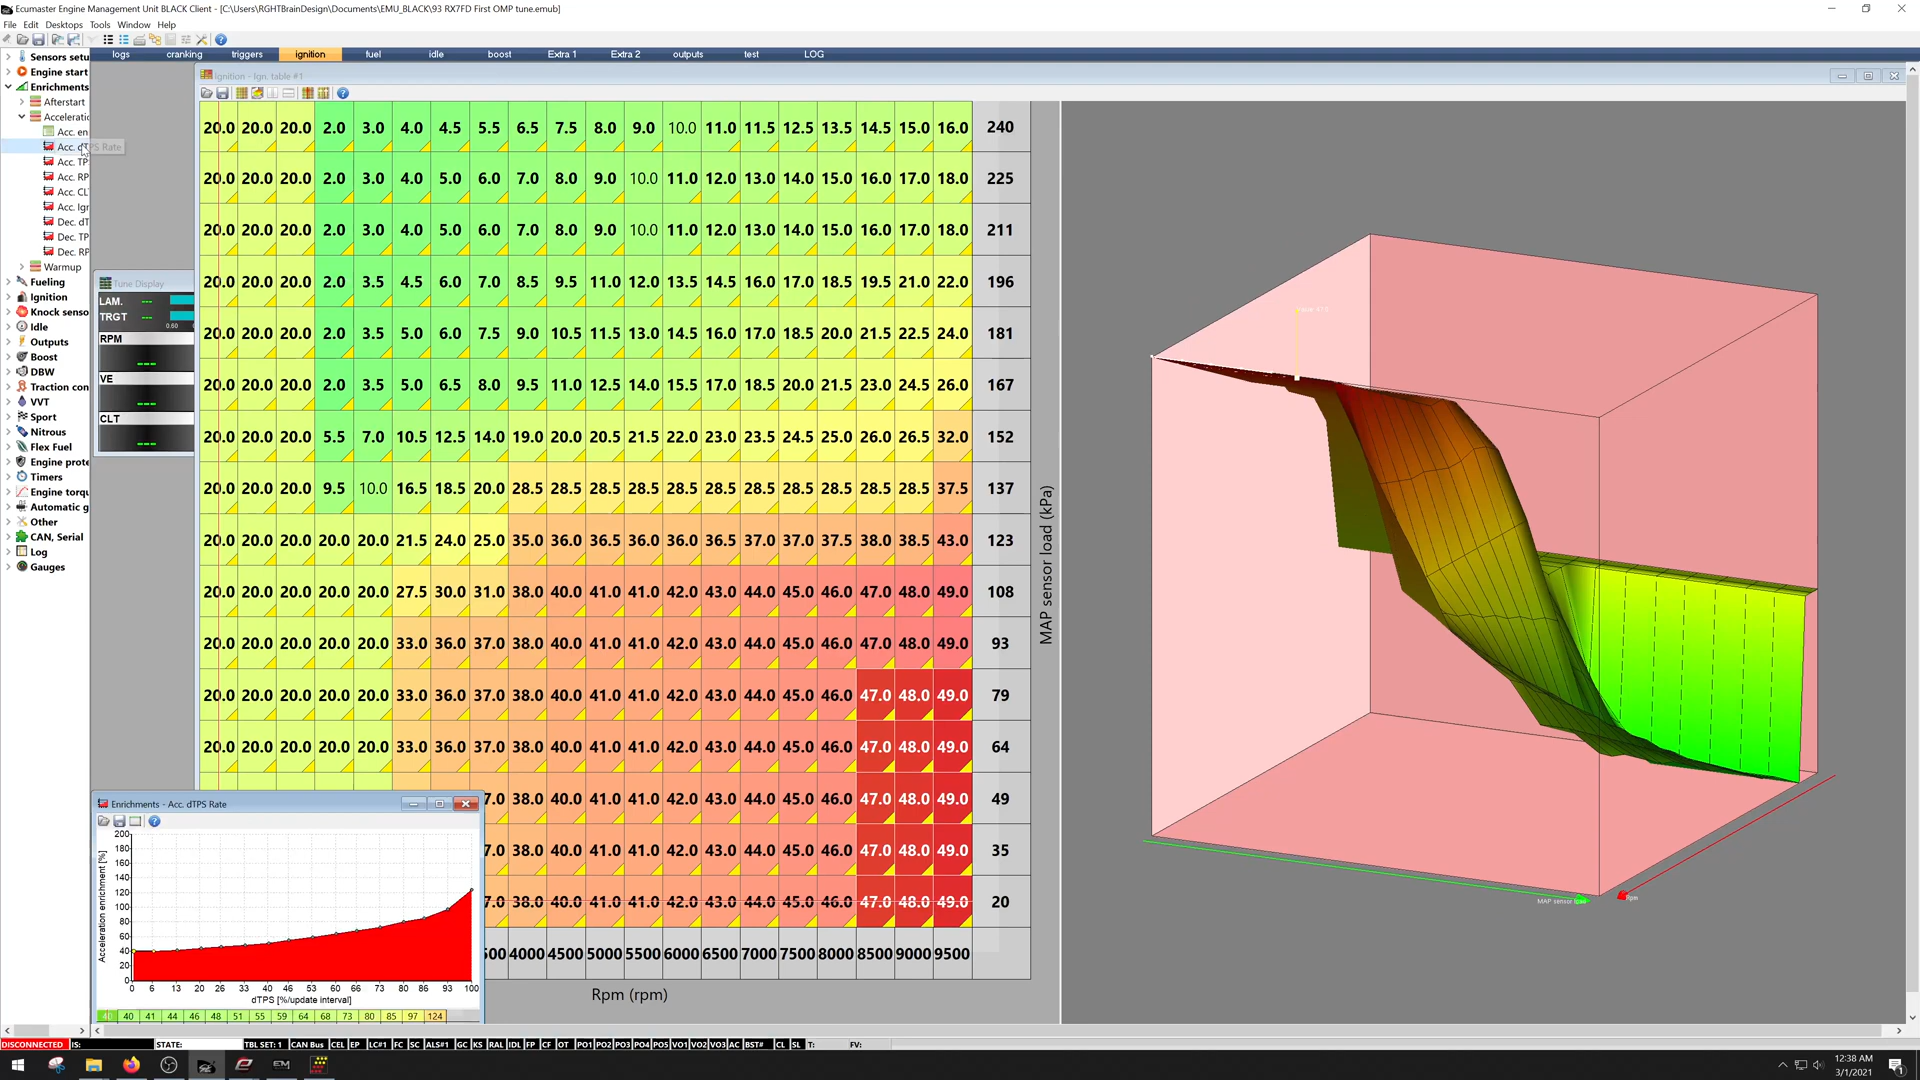 Ecumaster Engine Management Unit BLACK Client - [C:\Users\RGHTBrainDesign\Documents\EMU_BLACK\93 RX7FD First OMP tune.emub]
File Edit Desktops Tools Window Help
logs cranking triggers ignition fuel idle boost Extra 1 Extra 2 outputs test LOG
Sensors setu
Engine start
Enrichments
Afterstart
Acceleratio
Acc. en
Acc. dTPS Rate
Acc. TP
Acc. RP
Acc. CL
Acc. Ign
Dec. dT
Dec. TP
Dec. RP
Warmup
Fueling
Ignition
Knock senso
Idle
Outputs
Boost
DBW
Traction con
VVT
Sport
Nitrous
Flex Fuel
Engine prote
Timers
Engine torqu
Automatic g
Other
CAN, Serial
Log
Gauges
Tune Display
LAM. ---
TRGT ---
0.60
RPM
---
VE
---
CLT
---
Ignition - Ign. table #1
20.0 20.0 20.0 2.0 3.0 4.0 4.5 5.5 6.5 7.5 8.0 9.0 10.0 11.0 11.5 12.5 13.5 14.5 15.0 16.0 240
20.0 20.0 20.0 2.0 3.0 4.0 5.0 6.0 7.0 8.0 9.0 10.0 11.0 12.0 13.0 14.0 15.0 16.0 17.0 18.0 225
20.0 20.0 20.0 2.0 3.0 4.0 5.0 6.0 7.0 8.0 9.0 10.0 11.0 12.0 13.0 14.0 15.0 16.0 17.0 18.0 211
20.0 20.0 20.0 2.0 3.5 4.5 6.0 7.0 8.5 9.5 11.0 12.0 13.5 14.5 16.0 17.0 18.5 19.5 21.0 22.0 196
20.0 20.0 20.0 2.0 3.5 5.0 6.0 7.5 9.0 10.5 11.5 13.0 14.5 16.0 17.0 18.5 20.0 21.5 22.5 24.0 181
20.0 20.0 20.0 2.0 3.5 5.0 6.5 8.0 9.5 11.0 12.5 14.0 15.5 17.0 18.5 20.0 21.5 23.0 24.5 26.0 167
20.0 20.0 20.0 5.5 7.0 10.5 12.5 14.0 19.0 20.0 20.5 21.5 22.0 23.0 23.5 24.5 25.0 26.0 26.5 32.0 152
20.0 20.0 20.0 9.5 10.0 16.5 18.5 20.0 28.5 28.5 28.5 28.5 28.5 28.5 28.5 28.5 28.5 28.5 28.5 37.5 137
20.0 20.0 20.0 20.0 20.0 21.5 24.0 25.0 35.0 36.0 36.5 36.0 36.0 36.5 37.0 37.0 37.5 38.0 38.5 43.0 123
20.0 20.0 20.0 20.0 20.0 27.5 30.0 31.0 38.0 40.0 41.0 41.0 42.0 43.0 44.0 45.0 46.0 47.0 48.0 49.0 108
20.0 20.0 20.0 20.0 20.0 33.0 36.0 37.0 38.0 40.0 41.0 41.0 42.0 43.0 44.0 45.0 46.0 47.0 48.0 49.0 93
20.0 20.0 20.0 20.0 20.0 33.0 36.0 37.0 38.0 40.0 41.0 41.0 42.0 43.0 44.0 45.0 46.0 47.0 48.0 49.0 79
20.0 20.0 20.0 20.0 20.0 33.0 36.0 37.0 38.0 40.0 41.0 41.0 42.0 43.0 44.0 45.0 46.0 47.0 48.0 49.0 64
7.0 38.0 40.0 41.0 41.0 42.0 43.0 44.0 45.0 46.0 47.0 48.0 49.0 49
7.0 38.0 40.0 41.0 41.0 42.0 43.0 44.0 45.0 46.0 47.0 48.0 49.0 35
7.0 38.0 40.0 41.0 41.0 42.0 43.0 44.0 45.0 46.0 47.0 48.0 49.0 20
500 4000 4500 5000 5500 6000 6500 7000 7500 8000 8500 9000 9500
Rpm (rpm)
MAP sensor load (kPa)
MAP sensor load
Rpm
Enrichments - Acc. dTPS Rate
Acceleration enrichment [%]
200
180
160
140
120
100
80
60
40
20
0
0 6 13 20 26 33 40 46 53 60 66 73 80 86 93 100
dTPS [%/update interval]
40 40 41 44 46 48 51 55 59 64 68 73 80 85 97 124
DISCONNECTED IS: STATE: TBL SET: 1 CAN Bus CEL EP LC#1 FC SC ALS#1 GC KS RAL IDL FP CF OT PO1 PO2 PO3 PO4 PO5 VO1 VO2 VO3 AC BST# CL SL T: FV:
EM
12:38 AM
3/1/2021
1